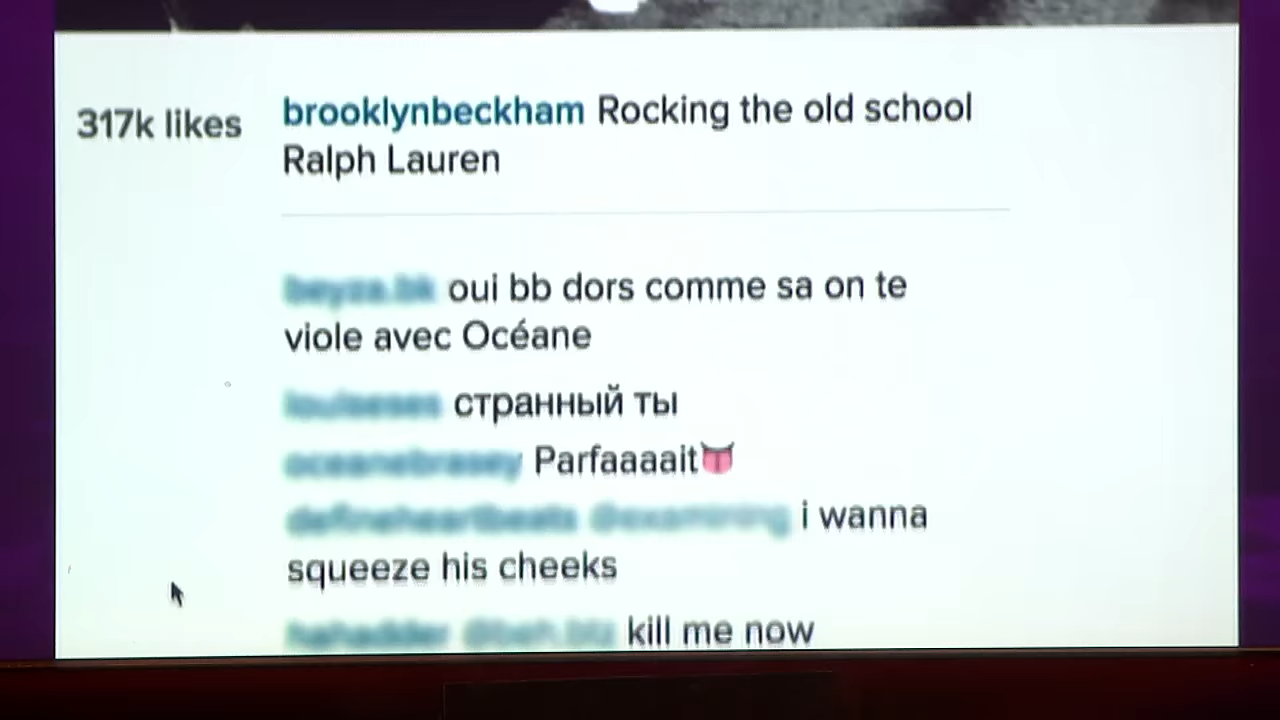 317k likes
brooklynbeckham Rocking the old school
Ralph Lauren
oui bb dors comme sa on te
viole avec Océane
странный ты
Parfaaaait👅
i wanna
squeeze his cheeks
kill me now